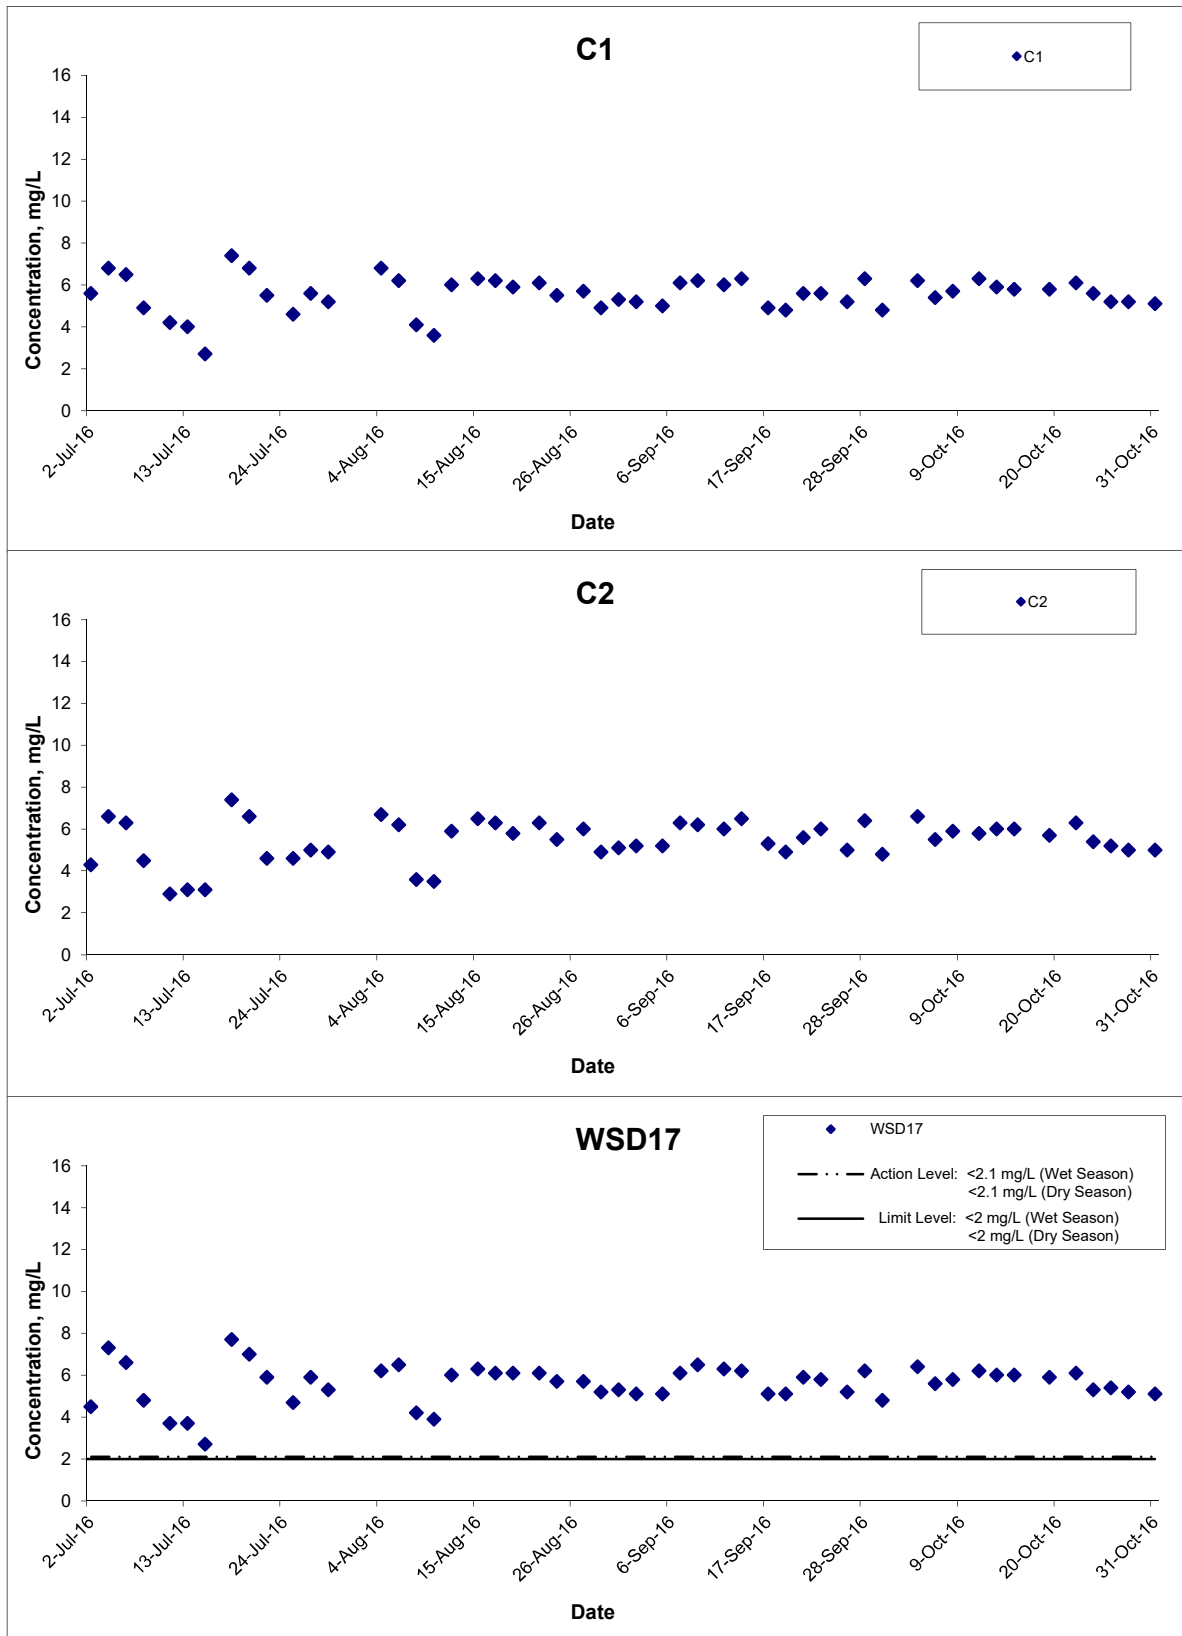 C1
C1
16
14
12
10
8
6
4
2
0
Concentration, mg/L
2-Jul-16
13-Jul-16
24-Jul-16
4-Aug-16
15-Aug-16
26-Aug-16
6-Sep-16
17-Sep-16
28-Sep-16
9-Oct-16
20-Oct-16
31-Oct-16
Date
C2
C2
16
14
12
10
8
6
4
2
0
Concentration, mg/L
2-Jul-16
13-Jul-16
24-Jul-16
4-Aug-16
15-Aug-16
26-Aug-16
6-Sep-16
17-Sep-16
28-Sep-16
9-Oct-16
20-Oct-16
31-Oct-16
Date
WSD17
WSD17
Action Level: <2.1 mg/L (Wet Season)
<2.1 mg/L (Dry Season)
Limit Level: <2 mg/L (Wet Season)
<2 mg/L (Dry Season)
16
14
12
10
8
6
4
2
0
Concentration, mg/L
2-Jul-16
13-Jul-16
24-Jul-16
4-Aug-16
15-Aug-16
26-Aug-16
6-Sep-16
17-Sep-16
28-Sep-16
9-Oct-16
20-Oct-16
31-Oct-16
Date